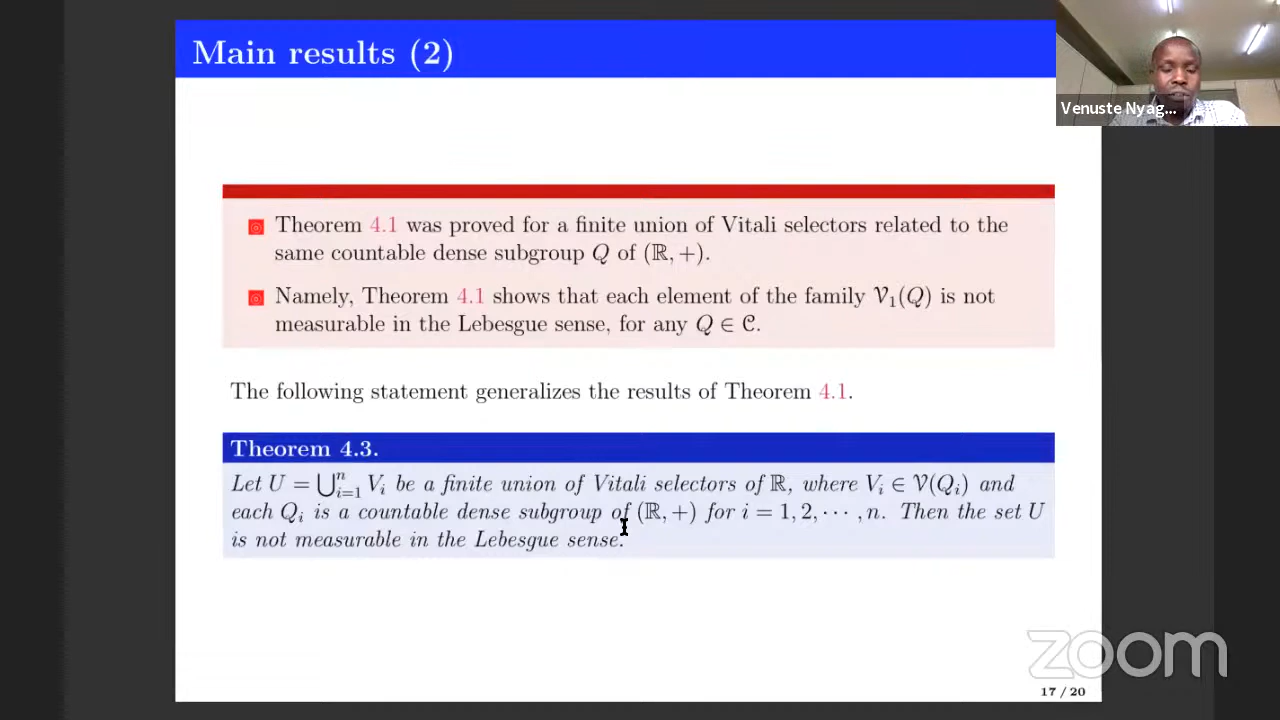 Main results (2)
Venuste Nyag...
Theorem 4.1 was proved for a finite union of Vitali selectors related to the
same countable dense subgroup Q of (ℝ, +).
Namely, Theorem 4.1 shows that each element of the family 𝒱₁(Q) is not
measurable in the Lebesgue sense, for any Q ∈ 𝒞.
The following statement generalizes the results of Theorem 4.1.
Theorem 4.3.
Let U = ⋃ⁿᵢ₌₁ Vᵢ be a finite union of Vitali selectors of ℝ, where Vᵢ ∈ 𝒱(Qᵢ) and
each Qᵢ is a countable dense subgroup of (ℝ, +) for i = 1, 2, ⋯ , n. Then the set U
is not measurable in the Lebesgue sense.
zoom
17 / 20